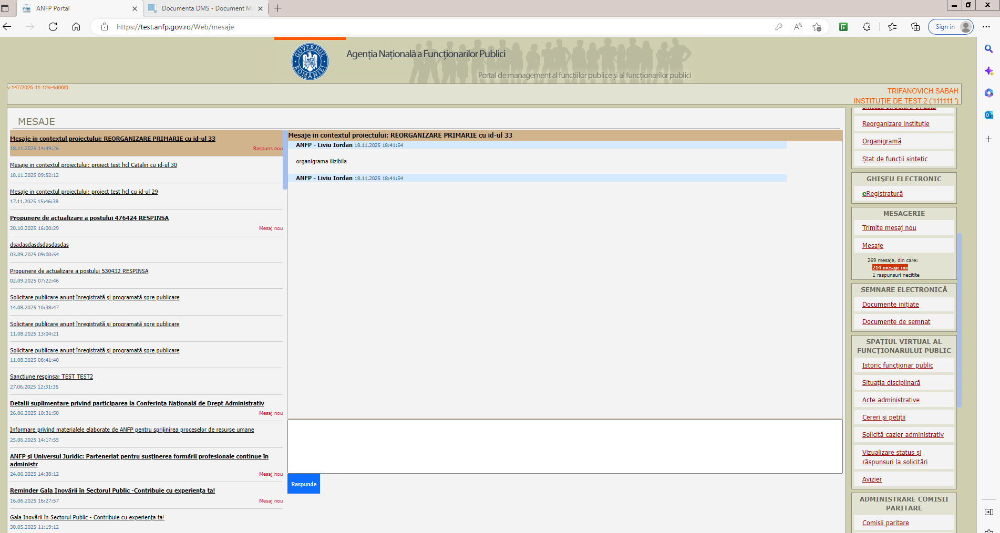 ANFP Portal
Documenta DMS - Document M
https://test.anfp.gov.ro/Web/mesaje
Sign in
GUVERNUL ROMÂNIEI
Agenția Națională a Funcționarilor Publici
Portal de management al funcțiilor publice și al funcționarilor publici
v.147/2025-11-12/e4d96f6
TRIFANOVICH SABAH
INSTITUȚIE DE TEST 2 ('111111 ')
MESAJE
Mesaje in contextul proiectului: REORGANIZARE PRIMARIE cu id-ul 33
18.11.2025 14:49:26
Raspuns nou
Mesaje in contextul proiectului: proiect test hcl Catalin cu id-ul 30
18.11.2025 09:52:12
Mesaje in contextul proiectului: proiect test hcl cu id-ul 29
17.11.2025 15:46:38
Propunere de actualizare a postului 476424 RESPINSA
20.10.2025 16:00:29
Mesaj nou
dsadasdasdsdasdasdas
03.09.2025 09:00:54
Propunere de actualizare a postului 530432 RESPINSA
02.09.2025 07:22:46
Solicitare publicare anunț înregistrată și programată spre publicare
14.08.2025 10:38:47
Solicitare publicare anunț înregistrată și programată spre publicare
11.08.2025 13:04:21
Solicitare publicare anunț înregistrată și programată spre publicare
11.08.2025 08:41:40
Sanctiune respinsa: TEST TEST2
27.06.2025 12:31:36
Detalii suplimentare privind participarea la Conferința Națională de Drept Administrativ
26.06.2025 10:31:50
Mesaj nou
Informare privind materialele elaborate de ANFP pentru sprijinirea proceselor de resurse umane
25.06.2025 14:17:55
ANFP și Universul Juridic: Parteneriat pentru susținerea formării profesionale continue în
administr
24.06.2025 14:38:12
Mesaj nou
Reminder Gala Inovării în Sectorul Public -Contribuie cu experiența ta!
16.06.2025 16:27:57
Mesaj nou
Gala Inovării în Sectorul Public - Contribuie cu experiența ta!
30.05.2025 11:19:12
Mesaje in contextul proiectului: REORGANIZARE PRIMARIE cu id-ul 33
ANFP - Liviu Iordan 18.11.2025 18:41:54
organigrama ilizibila
ANFP - Liviu Iordan 18.11.2025 18:41:54
Raspunde
Sinteză structură avizată
Reorganizare instituție
Organigramă
Ștat de funcții sintetic
GHIȘEU ELECTRONIC
eRegistratură
MESAGERIE
Trimite mesaj nou
Mesaje
269 mesaje, din care:
214 mesaje noi
1 raspunsuri necitite
SEMNARE ELECTRONICĂ
Documente inițiate
Documente de semnat
SPAȚIUL VIRTUAL AL
FUNCȚIONARULUI PUBLIC
Istoric funcționar public
Situația disciplinară
Acte administrative
Cereri și petiții
Solicită cazier administrativ
Vizualizare status și
răspunsuri la solicitări
Avizier
ADMINISTRARE COMISII
PARITARE
Comisii paritare